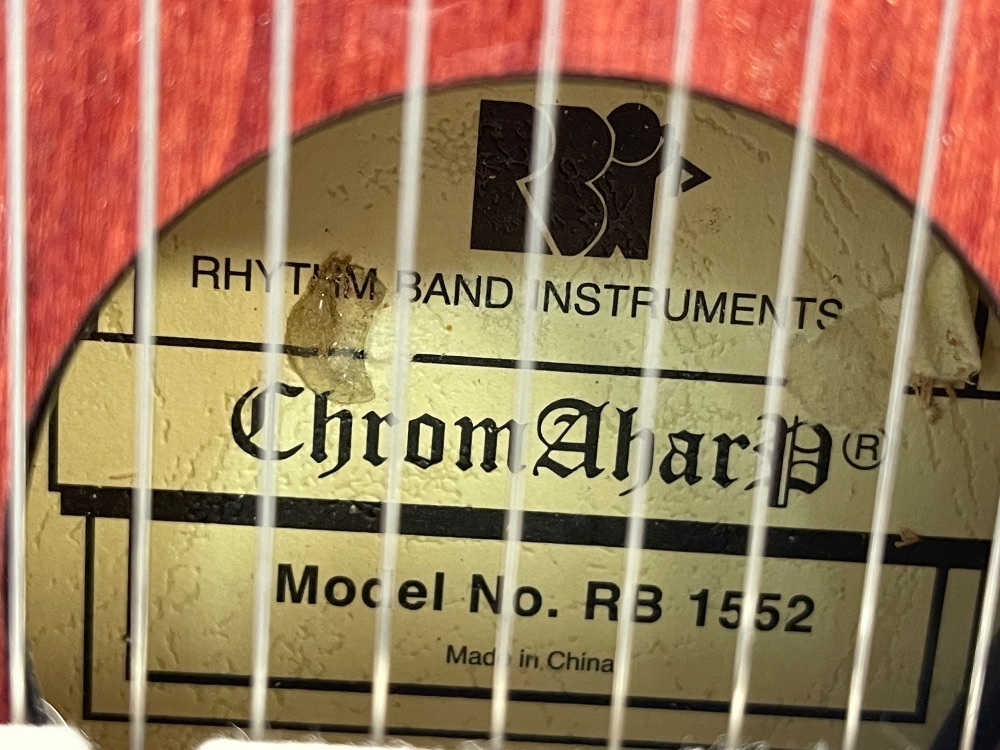 RBi
RHYTHM BAND INSTRUMENTS
ChromAharP®
Model No. RB 1552
Made in China